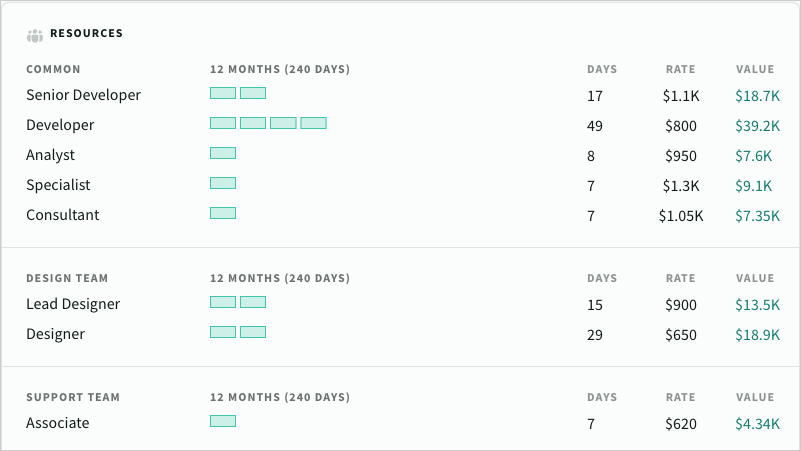 RESOURCES
COMMON 12 MONTHS (240 DAYS) DAYS RATE VALUE
Senior Developer 17 $1.1K $18.7K
Developer 49 $800 $39.2K
Analyst 8 $950 $7.6K
Specialist 7 $1.3K $9.1K
Consultant 7 $1.05K $7.35K
DESIGN TEAM 12 MONTHS (240 DAYS) DAYS RATE VALUE
Lead Designer 15 $900 $13.5K
Designer 29 $650 $18.9K
SUPPORT TEAM 12 MONTHS (240 DAYS) DAYS RATE VALUE
Associate 7 $620 $4.34K